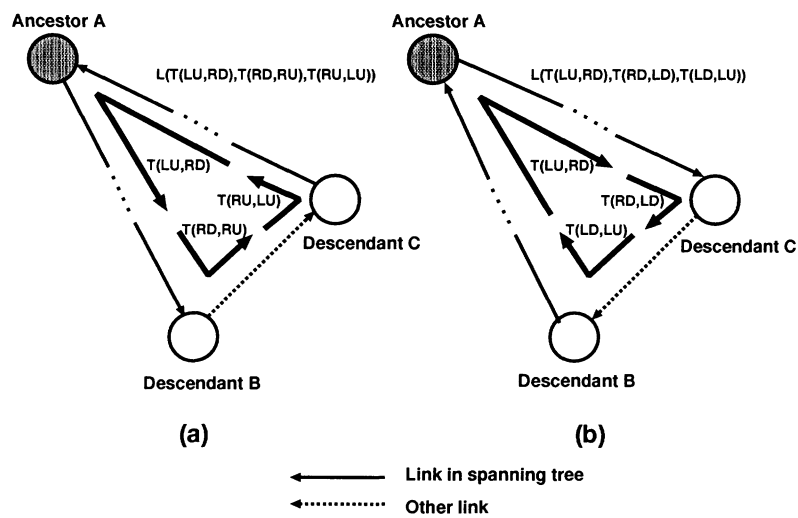 Ancestor A
L(T(LU,RD),T(RD,RU),T(RU,LU))
T(LU,RD)
T(RU,LU)
T(RD,RU)
Descendant C
Descendant B
(a)
Ancestor A
L(T(LU,RD),T(RD,LD),T(LD,LU))
T(LU,RD)
T(RD,LD)
T(LD,LU)
Descendant C
Descendant B
(b)
Link in spanning tree
Other link